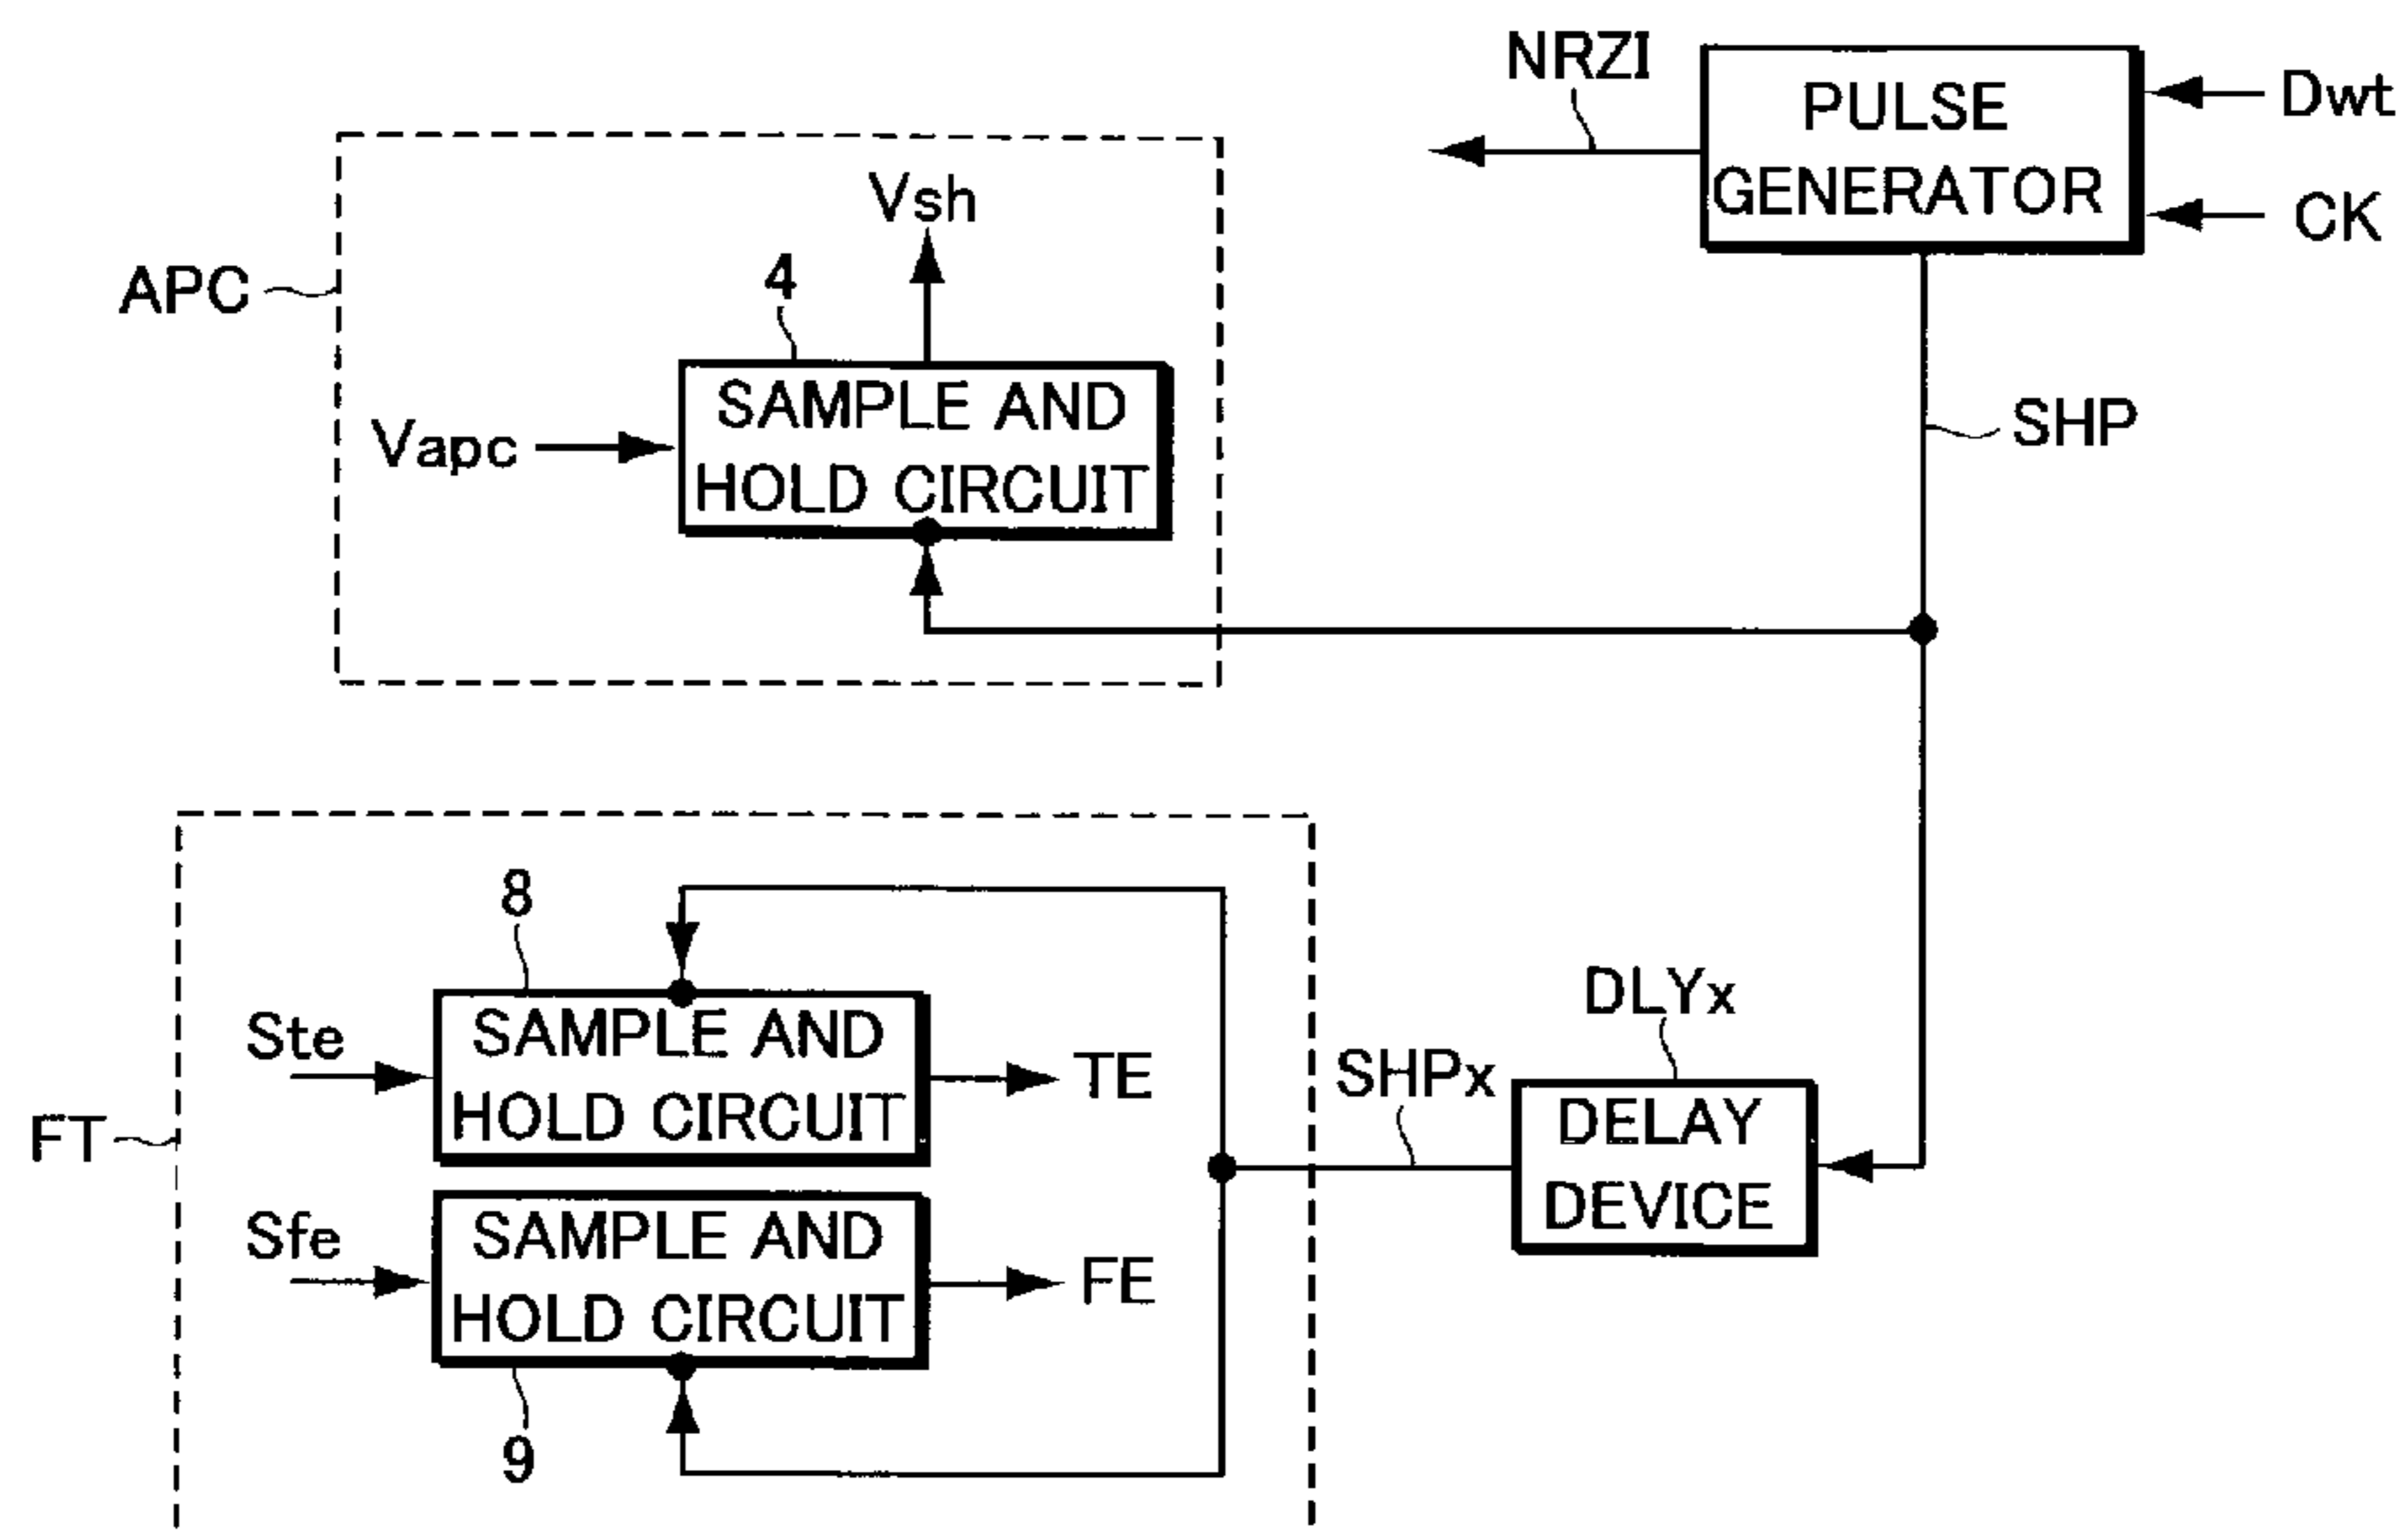 NRZI
PULSE
GENERATOR
Dwt
CK
APC
Vsh
4
Vapc
SAMPLE AND
HOLD CIRCUIT
SHP
FT
8
Ste
SAMPLE AND
HOLD CIRCUIT
TE
Sfe
SAMPLE AND
HOLD CIRCUIT
FE
9
SHPx
DLYx
DELAY
DEVICE